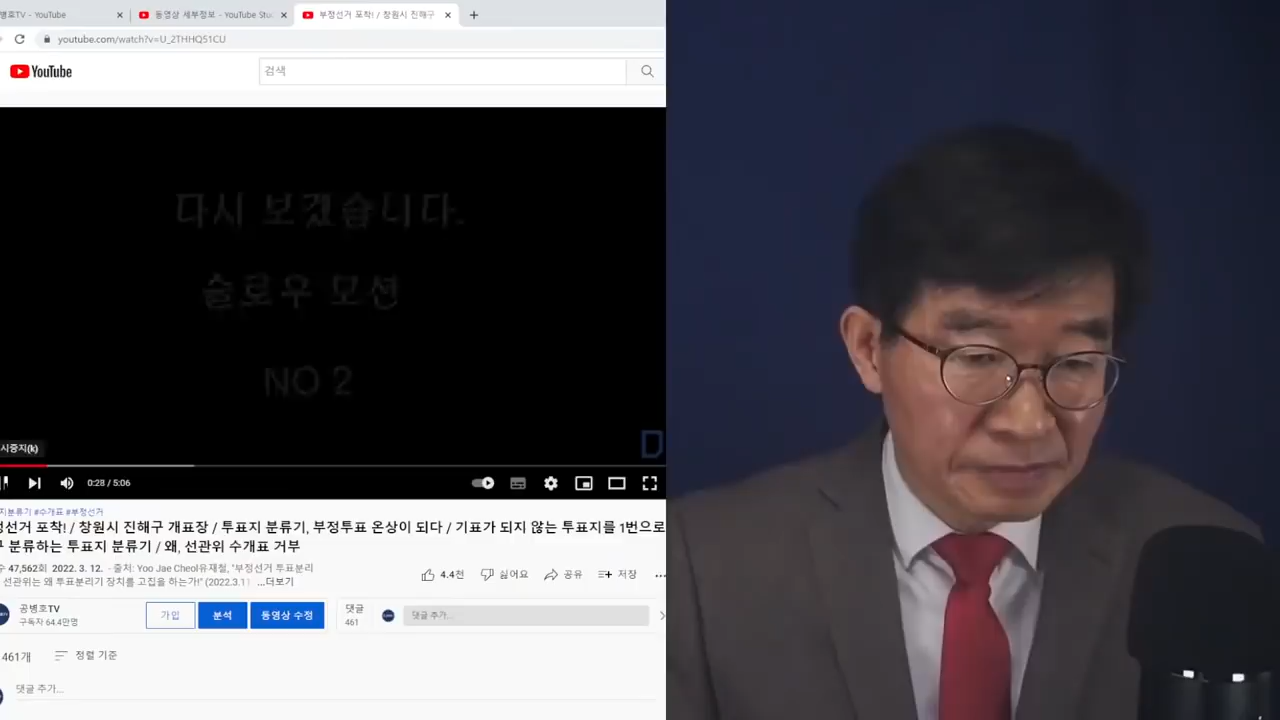 병호TV - YouTube
동영상 세부정보 - YouTube Stu
부정선거 포착! / 창원시 진해구
youtube.com/watch?v=U_2THHQ51CU
YouTube
검색
다시 보겠습니다.
슬로우 모션
NO 2
시중지(k)
0:28 / 5:06
지분류기 #수개표 #부정선거
정선거 포착! / 창원시 진해구 개표장 / 투표지 분류기, 부정투표 온상이 되다 / 기표가 되지 않는 투표지를 1번으로
구 분류하는 투표지 분류기 / 왜, 선관위 수개표 거부
수 47,562회 2022. 3. 12. · 출처: Yoo Jae Cheol유재철, "부정선거 투표분리
선관위는 왜 투표분리기 장치를 고집을 하는가!" (2022.3.1) ...더보기
4.4천 싫어요 공유 저장
공병호TV
구독자 64.4만명
가입
분석
동영상 수정
댓글
461
댓글 추가...
461개 정렬 기준
댓글 추가...